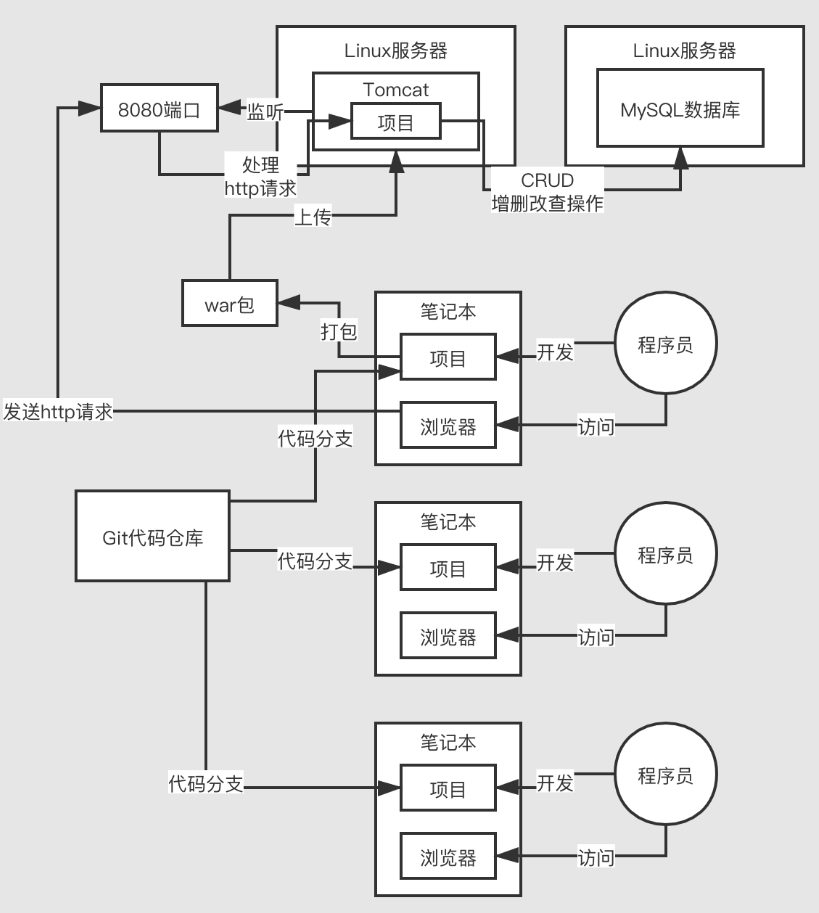 Linux服务器
Linux服务器
Tomcat
8080端口
监听
项目
MySQL数据库
处理
http请求
CRUD
增删改查操作
上传
war包
笔记本
打包
项目
开发
程序员
发送http请求
浏览器
访问
代码分支
笔记本
Git代码仓库
代码分支
项目
开发
程序员
浏览器
访问
笔记本
代码分支
项目
开发
程序员
浏览器
访问